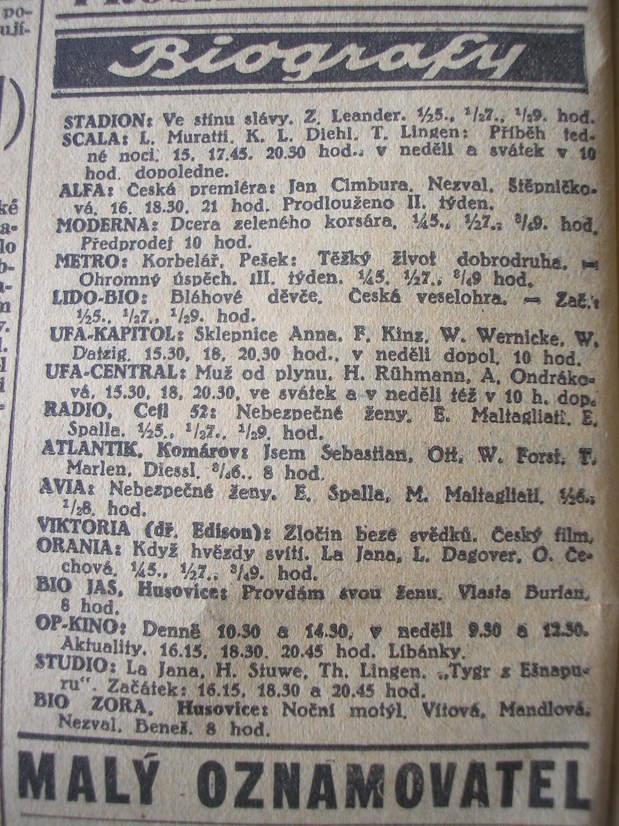 Biografy
STADION: Ve stínu slávy. Z. Leander. ½5., ½7., ½9. hod.
SCALA: L. Muratti. K. L. Diehl. T. Lingen: Příběh jed-
né noci. 15. 17.45. 20.30 hod., v neděli a svátek v 10
hod. dopoledne.
ALFA: Česká premiéra: Jan Cimbura. Nezval, Štěpničko-
vá. 16. 18.30. 21 hod. Prodlouženo II. týden.
MODERNA: Dcera zeleného korsára. ¼5., ½7., ¾9 hod.
Předprodej 10 hod.
METRO: Korbelář, Pešek: Těžký život dobrodruha. —
Ohromný úspěch. III. týden. ¼5. ½7., ¾9 hod.
LIDO-BIO: Bláhové děvče. Česká veselohra. — Zač.:
½5., ½7., ½9. hod.
UFA-KAPITOL: Sklepnice Anna. F. Kinz, W. Wernicke, W.
Datzig. 15.30, 18, 20.30 hod., v neděli dopol. 10 hod.
UFA-CENTRAL: Muž od plynu. H. Rühmann, A. Ondráko-
vá. 15.30. 18. 20.30. ve svátek a v neděli též v 10 h. dop.
RADIO, Cejl 52: Nebezpečné ženy. E. Maltagliati. E.
Spalla. ½5., ½7., ½9. hod.
ATLANTIK, Komárov: Jsem Sebastian. Ott, W. Forst. T.
Marlen, Diessl. ¾6., 8 hod.
AVIA: Nebezpečné ženy. E. Spalla, M. Maltagliati. ½6.,
½8. hod.
VIKTORIA (dř. Edison): Zločin beze svědků. Český film.
ORANIA: Když hvězdy svítí. La Jana, L. Dagover, O. Če-
chová. ¼5., ½7., ¾9. hod.
BIO JAS, Husovice: Provdám svou ženu. Vlasta Burian.
8 hod.
OP-KINO: Denně 10.30 a 14.30, v neděli 9.30 a 12.30.
Aktuality. 16.15, 18.30. 20.45 hod. Líbánky.
STUDIO: La Jana, H. Stuwe, Th. Lingen. „Tygr z Ešnapu-
ru“. Začátek: 16.15, 18.30 a 20.45 hod.
BIO ZORA, Husovice: Noční motýl. Vítová, Mandlová,
Nezval. Beneš. 8 hod.
MALÝ OZNAMOVATEL